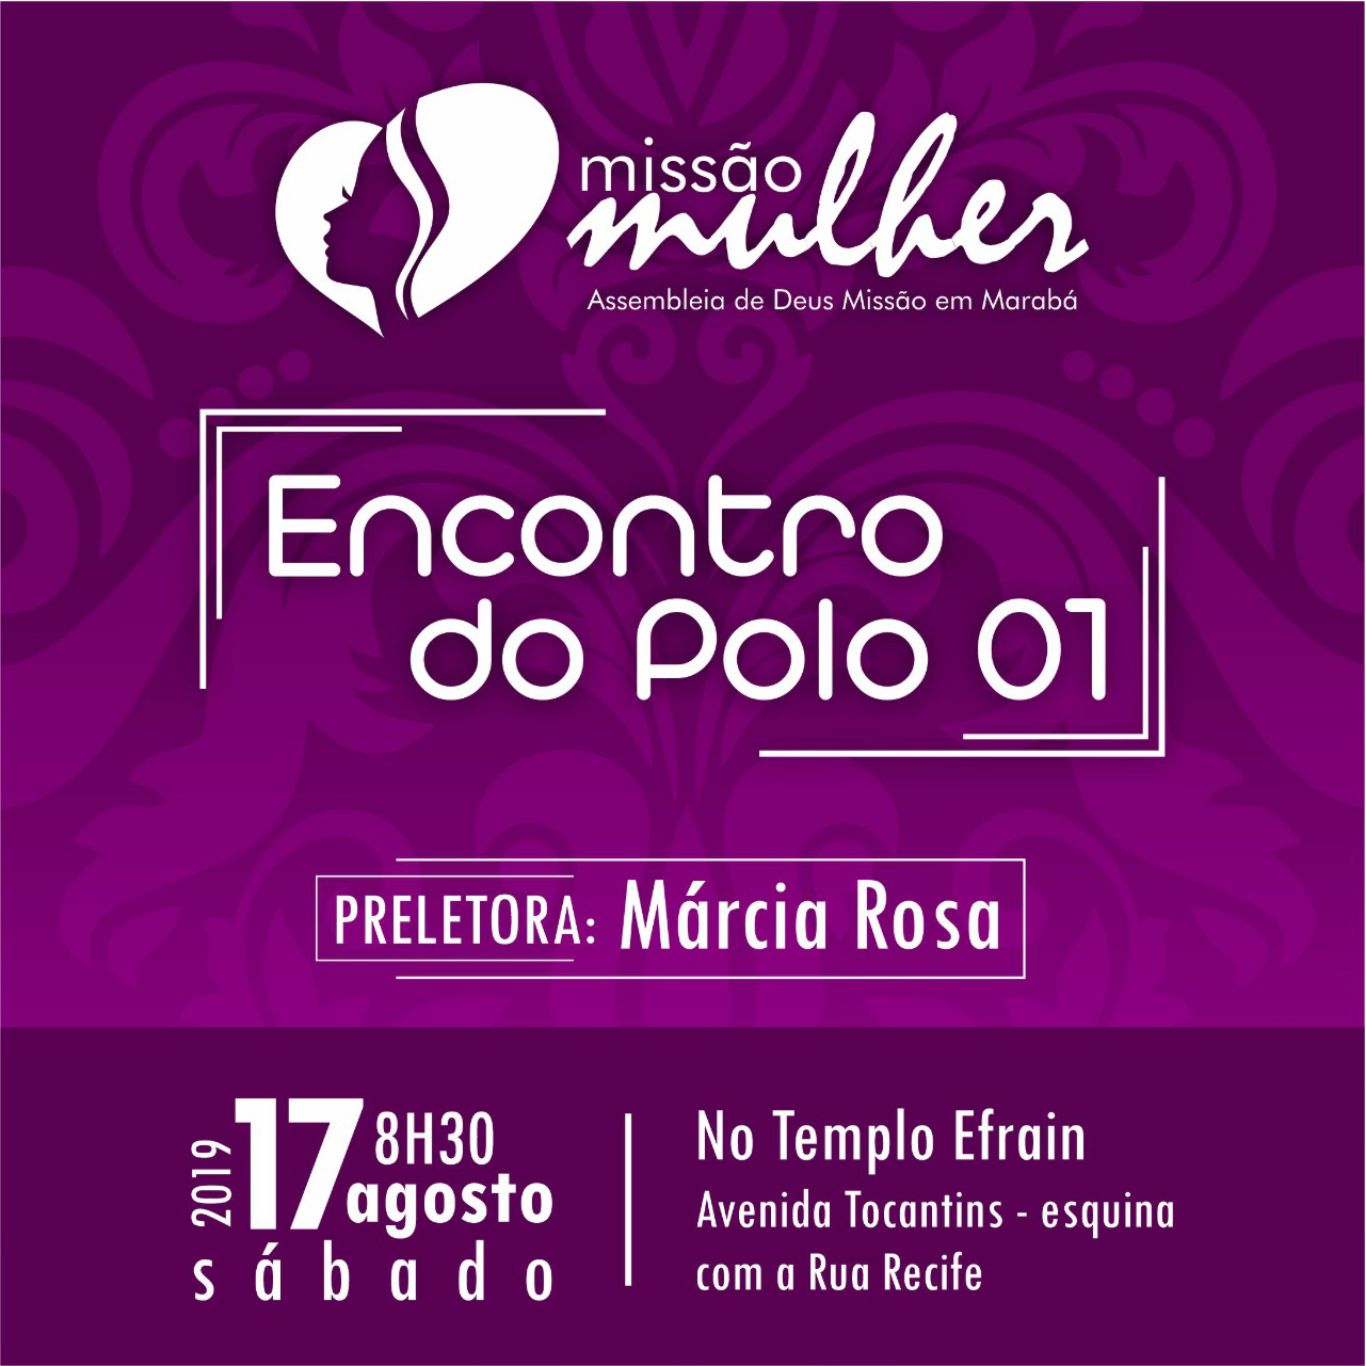 missão
mulher
Assembleia de Deus Missão em Marabá
Encontro
do Polo 01
PRELETORA: Márcia Rosa
2019
17
8H30
agosto
sábado
No Templo Efrain
Avenida Tocantins - esquina
com a Rua Recife